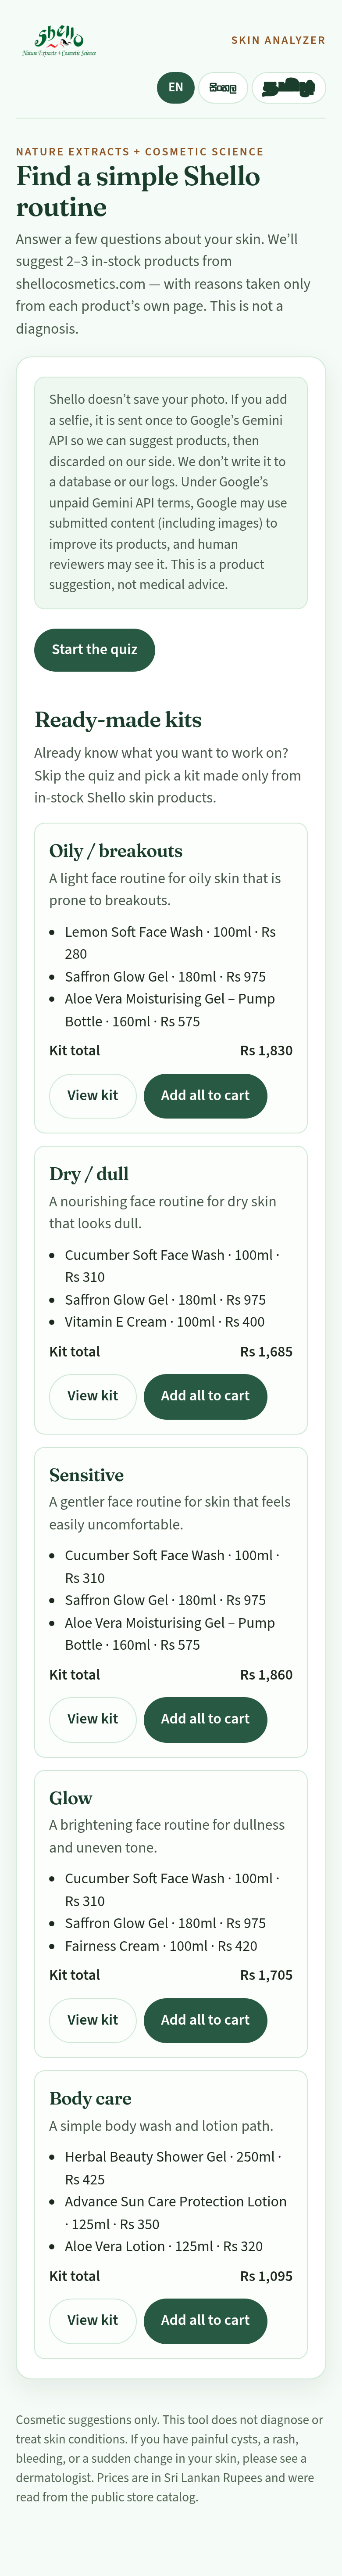 Shello
Nature Extracts + Cosmetic Science
SKIN ANALYZER
EN
සිංහල
NATURE EXTRACTS + COSMETIC SCIENCE
Find a simple Shello
routine
Answer a few questions about your skin. We’ll
suggest 2–3 in-stock products from
shellocosmetics.com — with reasons taken only
from each product’s own page. This is not a
diagnosis.
Shello doesn’t save your photo. If you add
a selfie, it is sent once to Google’s Gemini
API so we can suggest products, then
discarded on our side. We don’t write it to
a database or our logs. Under Google’s
unpaid Gemini API terms, Google may use
submitted content (including images) to
improve its products, and human
reviewers may see it. This is a product
suggestion, not medical advice.
Start the quiz
Ready-made kits
Already know what you want to work on?
Skip the quiz and pick a kit made only from
in-stock Shello skin products.
Oily / breakouts
A light face routine for oily skin that is
prone to breakouts.
• Lemon Soft Face Wash · 100ml · Rs
280
• Saffron Glow Gel · 180ml · Rs 975
• Aloe Vera Moisturising Gel – Pump
Bottle · 160ml · Rs 575
Kit total Rs 1,830
View kit Add all to cart
Dry / dull
A nourishing face routine for dry skin
that looks dull.
• Cucumber Soft Face Wash · 100ml ·
Rs 310
• Saffron Glow Gel · 180ml · Rs 975
• Vitamin E Cream · 100ml · Rs 400
Kit total Rs 1,685
View kit Add all to cart
Sensitive
A gentler face routine for skin that feels
easily uncomfortable.
• Cucumber Soft Face Wash · 100ml ·
Rs 310
• Saffron Glow Gel · 180ml · Rs 975
• Aloe Vera Moisturising Gel – Pump
Bottle · 160ml · Rs 575
Kit total Rs 1,860
View kit Add all to cart
Glow
A brightening face routine for dullness
and uneven tone.
• Cucumber Soft Face Wash · 100ml ·
Rs 310
• Saffron Glow Gel · 180ml · Rs 975
• Fairness Cream · 100ml · Rs 420
Kit total Rs 1,705
View kit Add all to cart
Body care
A simple body wash and lotion path.
• Herbal Beauty Shower Gel · 250ml ·
Rs 425
• Advance Sun Care Protection Lotion
· 125ml · Rs 350
• Aloe Vera Lotion · 125ml · Rs 320
Kit total Rs 1,095
View kit Add all to cart
Cosmetic suggestions only. This tool does not diagnose or
treat skin conditions. If you have painful cysts, a rash,
bleeding, or a sudden change in your skin, please see a
dermatologist. Prices are in Sri Lankan Rupees and were
read from the public store catalog.